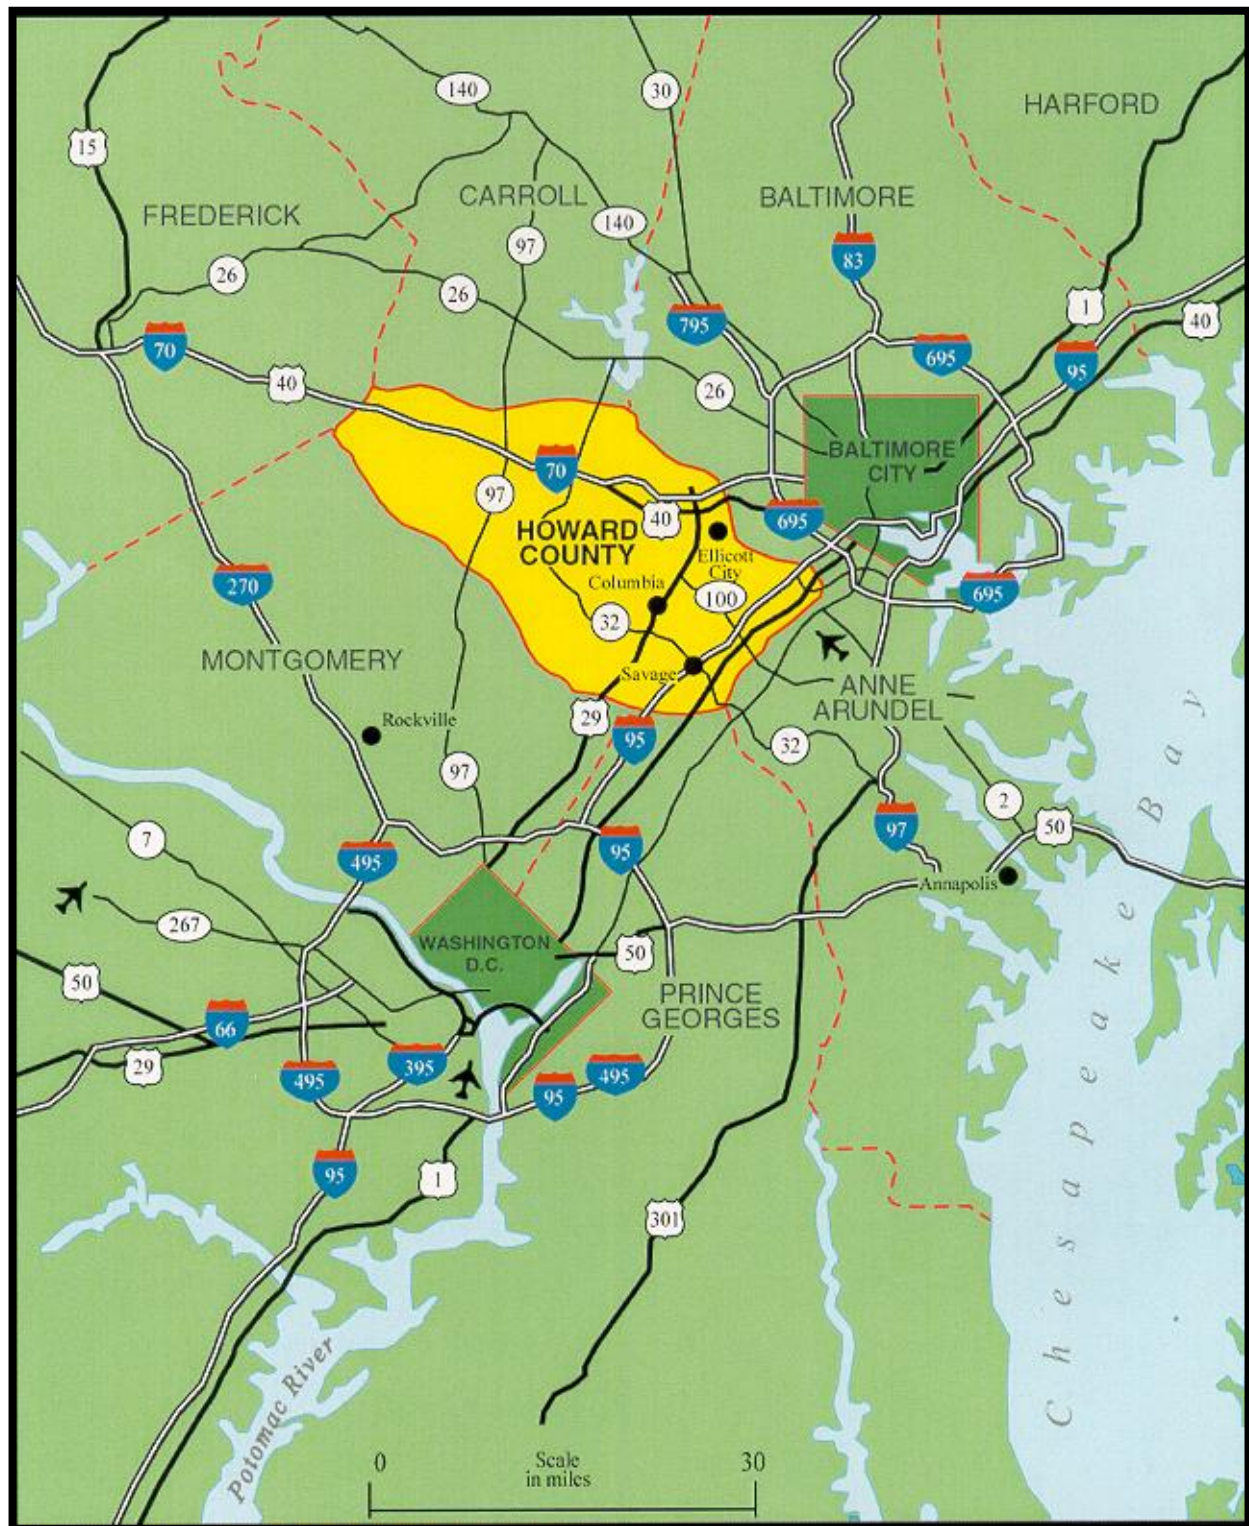 140
30
HARFORD
15
CARROLL
BALTIMORE
FREDERICK
140
97
83
26
26
1
795
40
70
695
95
40
26
BALTIMORE
CITY
70
97
40
695
HOWARD
COUNTY
Ellicott
City
Columbia
270
100
695
32
MONTGOMERY
Savage
ANNE
ARUNDEL
29
Rockville
95
32
97
2
7
97
50
495
95
Annapolis
267
WASHINGTON
D.C.
50
50
PRINCE
GEORGES
66
29
395
495
495
95
95
1
301
Chesapeake Bay
Potomac River
0
Scale
in miles
30